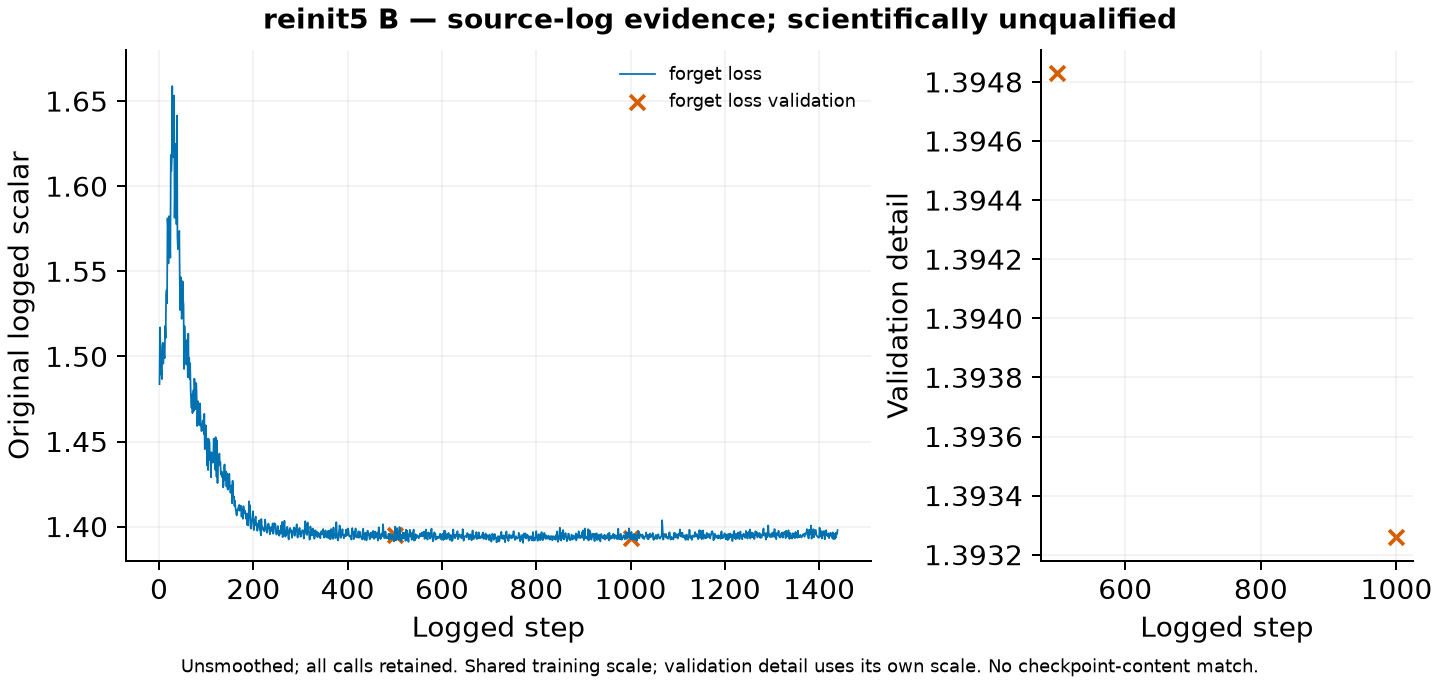 reinit5 B — source-log evidence; scientifically unqualified
forget loss
forget loss validation
Original logged scalar
1.65
1.60
1.55
1.50
1.45
1.40
0 200 400 600 800 1000 1200 1400
Logged step
Validation detail
1.3948
1.3946
1.3944
1.3942
1.3940
1.3938
1.3936
1.3934
1.3932
600 800 1000
Logged step
Unsmoothed; all calls retained. Shared training scale; validation detail uses its own scale. No checkpoint-content match.